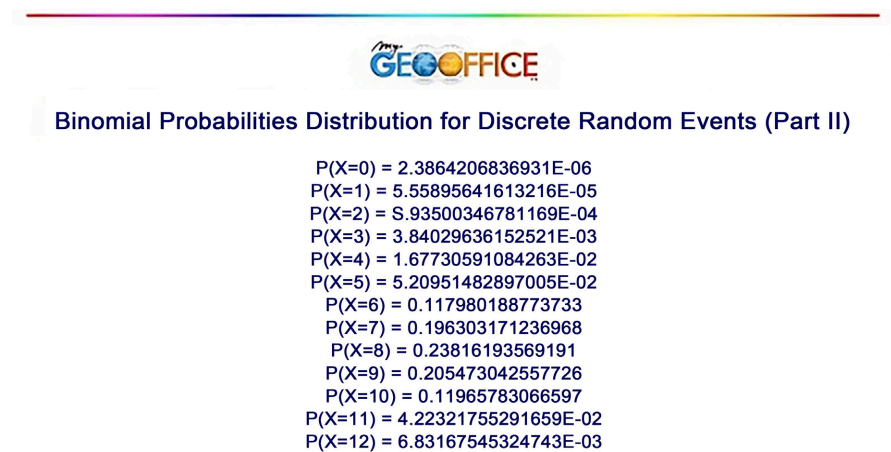 my
GEOOFFICE
Binomial Probabilities Distribution for Discrete Random Events (Part II)
P(X=0) = 2.3864206836931E-06
P(X=1) = 5.55895641613216E-05
P(X=2) = S.93500346781169E-04
P(X=3) = 3.84029636152521E-03
P(X=4) = 1.67730591084263E-02
P(X=5) = 5.20951482897005E-02
P(X=6) = 0.117980188773733
P(X=7) = 0.196303171236968
P(X=8) = 0.23816193569191
P(X=9) = 0.205473042557726
P(X=10) = 0.11965783066597
P(X=11) = 4.22321755291659E-02
P(X=12) = 6.83167545324743E-03